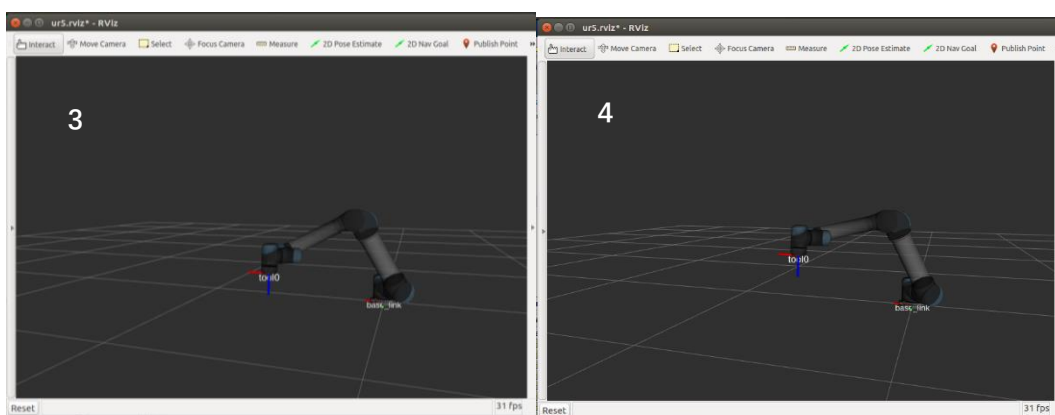 ur5.rviz* - RViz
Interact Move Camera Select Focus Camera Measure 2D Pose Estimate 2D Nav Goal Publish Point »
3
tool0
base_link
Reset 31 fps
ur5.rviz* - RViz
Interact Move Camera Select Focus Camera Measure 2D Pose Estimate 2D Nav Goal Publish Point
4
tool0
base_link
Reset 31 fps